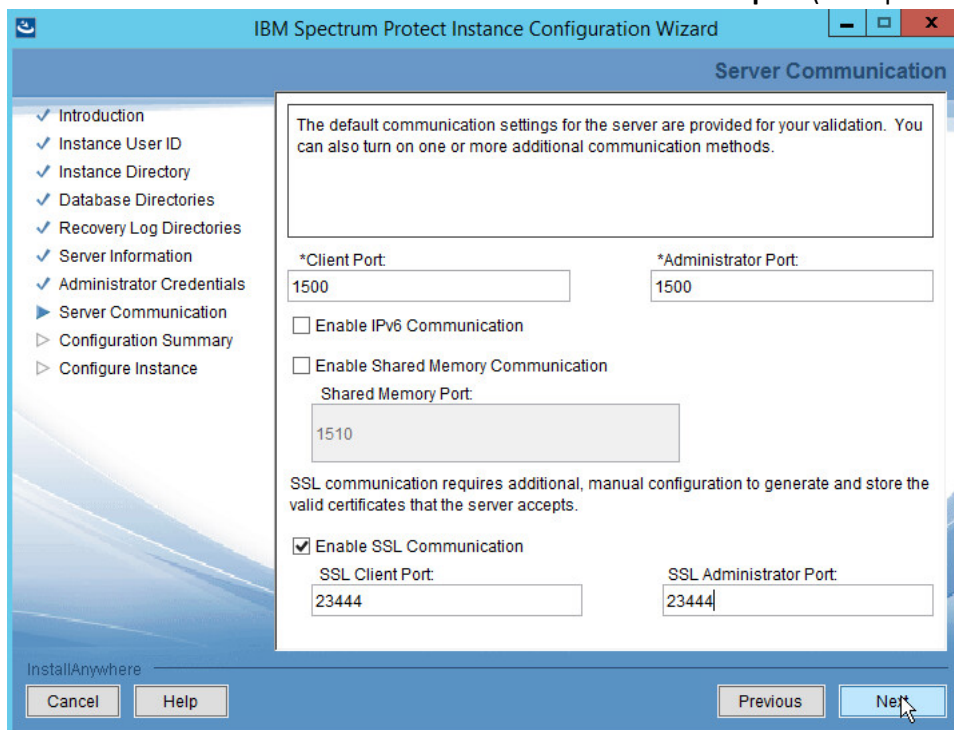 IBM Spectrum Protect Instance Configuration Wizard
Server Communication
Introduction
Instance User ID
Instance Directory
Database Directories
Recovery Log Directories
Server Information
Administrator Credentials
Server Communication
Configuration Summary
Configure Instance
The default communication settings for the server are provided for your validation. You
can also turn on one or more additional communication methods.
*Client Port: *Administrator Port:
1500 1500
Enable IPv6 Communication
Enable Shared Memory Communication
Shared Memory Port:
1510
SSL communication requires additional, manual configuration to generate and store the
valid certificates that the server accepts.
Enable SSL Communication
SSL Client Port: SSL Administrator Port:
23444 23444
InstallAnywhere
Cancel Help Previous Next